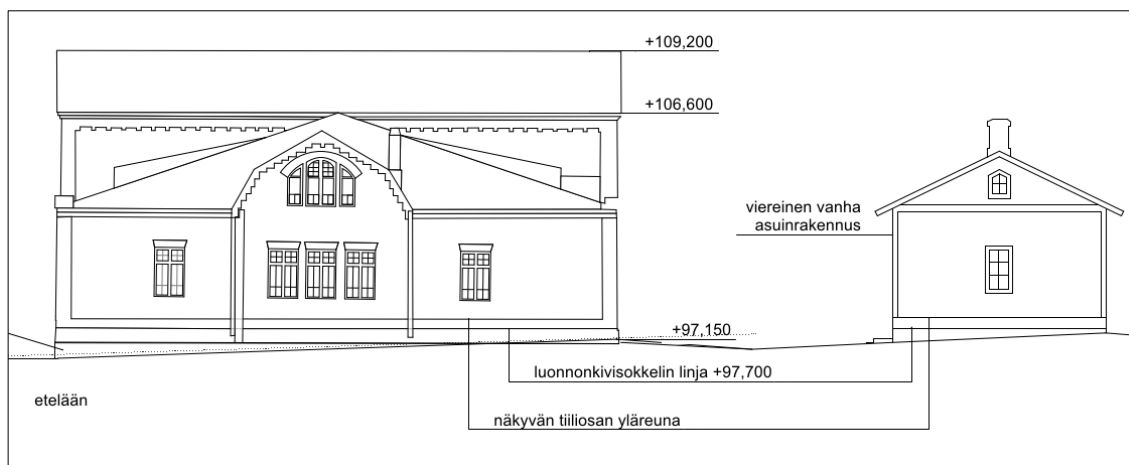 +109,200
+106,600
viereinen vanha
asuinrakennus
+97,150
luonnonkivisokkelin linja +97,700
etelään
näkyvän tiiliosan yläreuna